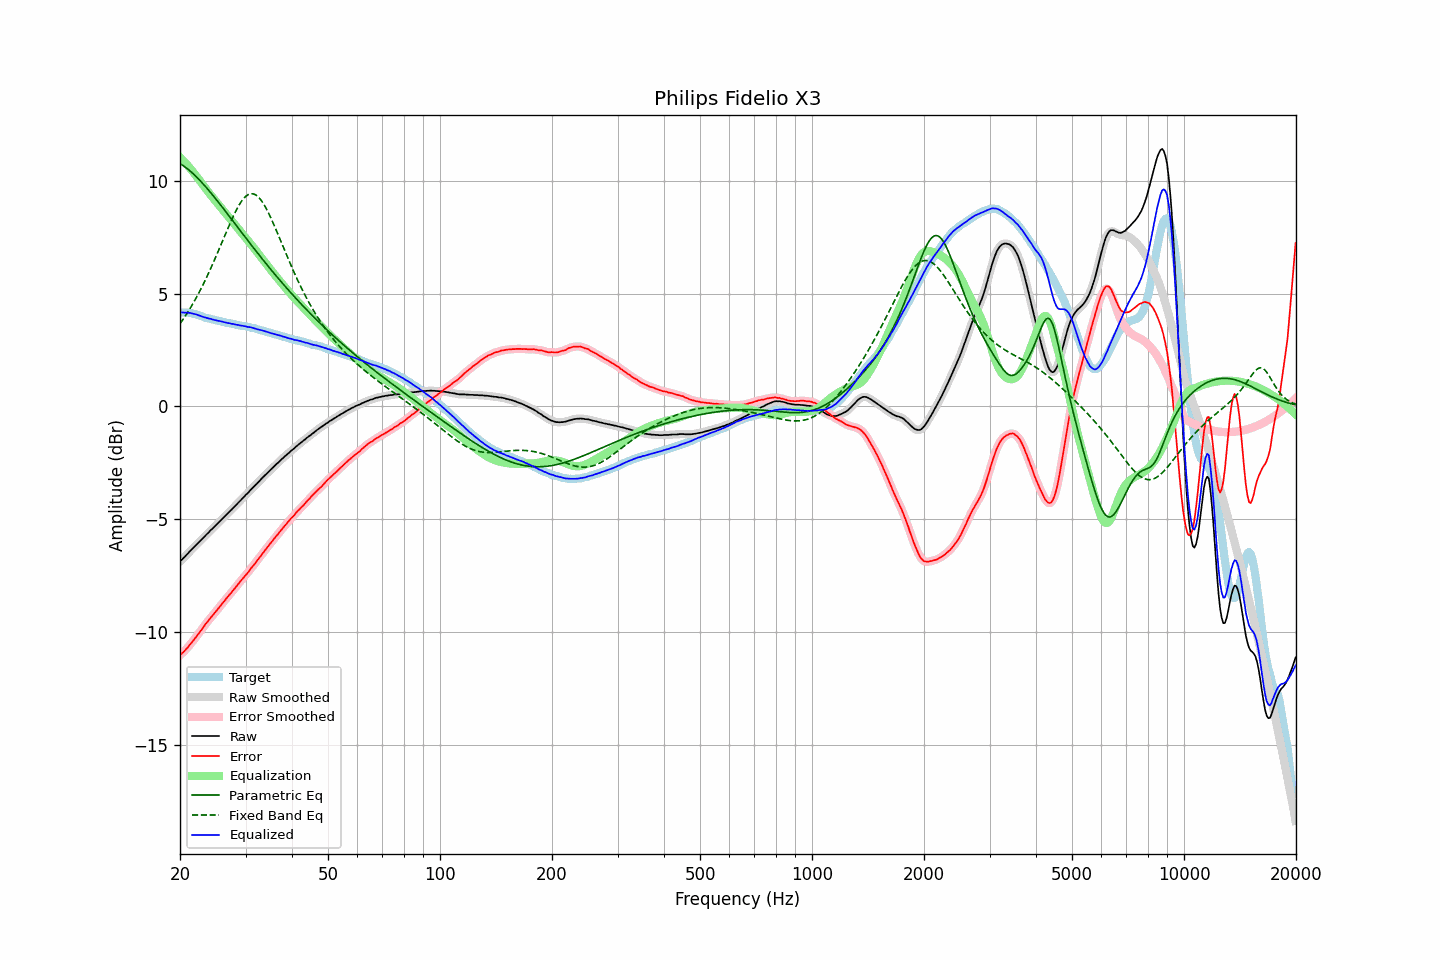 Philips Fidelio X3
Amplitude (dBr)
10
5
0
−5
−10
−15
Target
Raw Smoothed
Error Smoothed
Raw
Error
Equalization
Parametric Eq
Fixed Band Eq
Equalized
20 50 100 200 500 1000 2000 5000 10000 20000
Frequency (Hz)